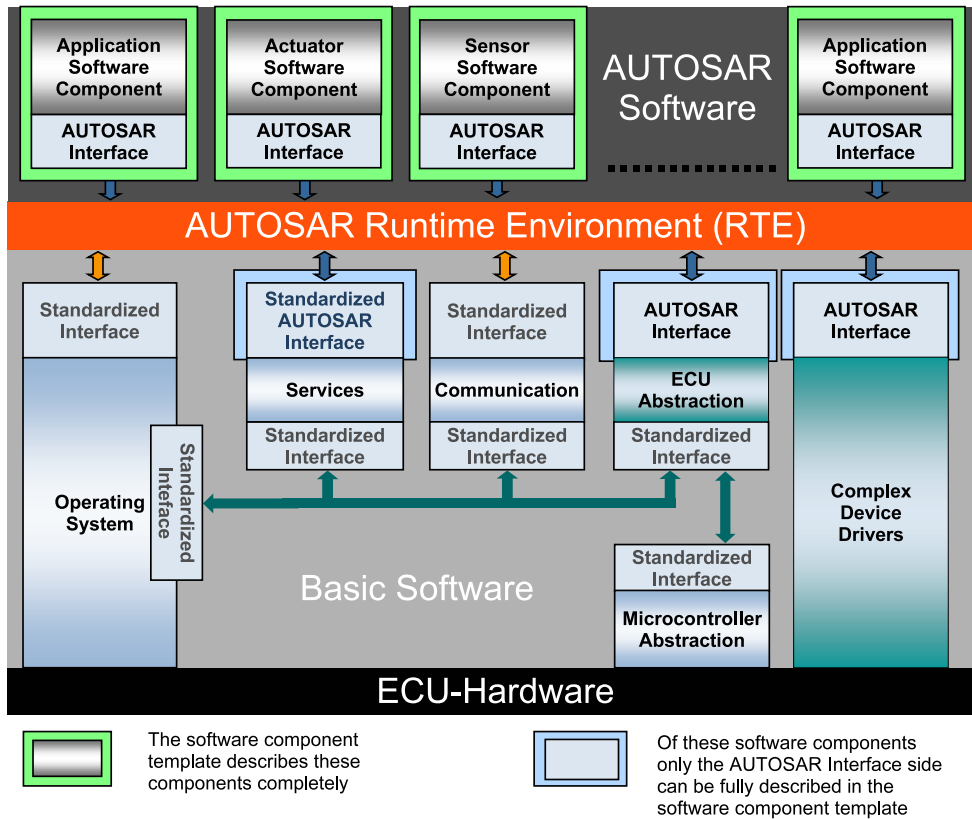 Application
Software
Component
AUTOSAR
Interface
Actuator
Software
Component
AUTOSAR
Interface
Sensor
Software
Component
AUTOSAR
Interface
AUTOSAR
Software
Application
Software
Component
AUTOSAR
Interface
AUTOSAR Runtime Environment (RTE)
Standardized
Interface
Operating
System
Standardized
Inteface
Standardized
AUTOSAR
Interface
Services
Standardized
Interface
Standardized
Interface
Communication
Standardized
Interface
AUTOSAR
Interface
ECU
Abstraction
Standardized
Interface
Standardized
Interface
Microcontroller
Abstraction
AUTOSAR
Interface
Complex
Device
Drivers
Basic Software
ECU-Hardware
The software component
template describes these
components completely
Of these software components
only the AUTOSAR Interface side
can be fully described in the
software component template